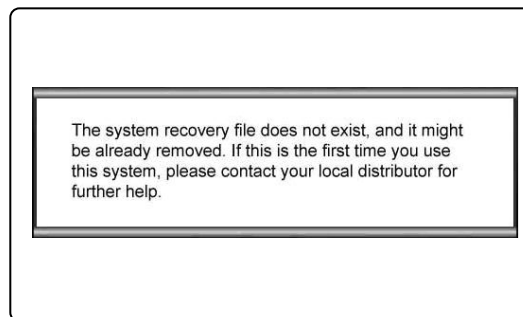 The system recovery file does not exist, and it might
be already removed. If this is the first time you use
this system, please contact your local distributor for
further help.